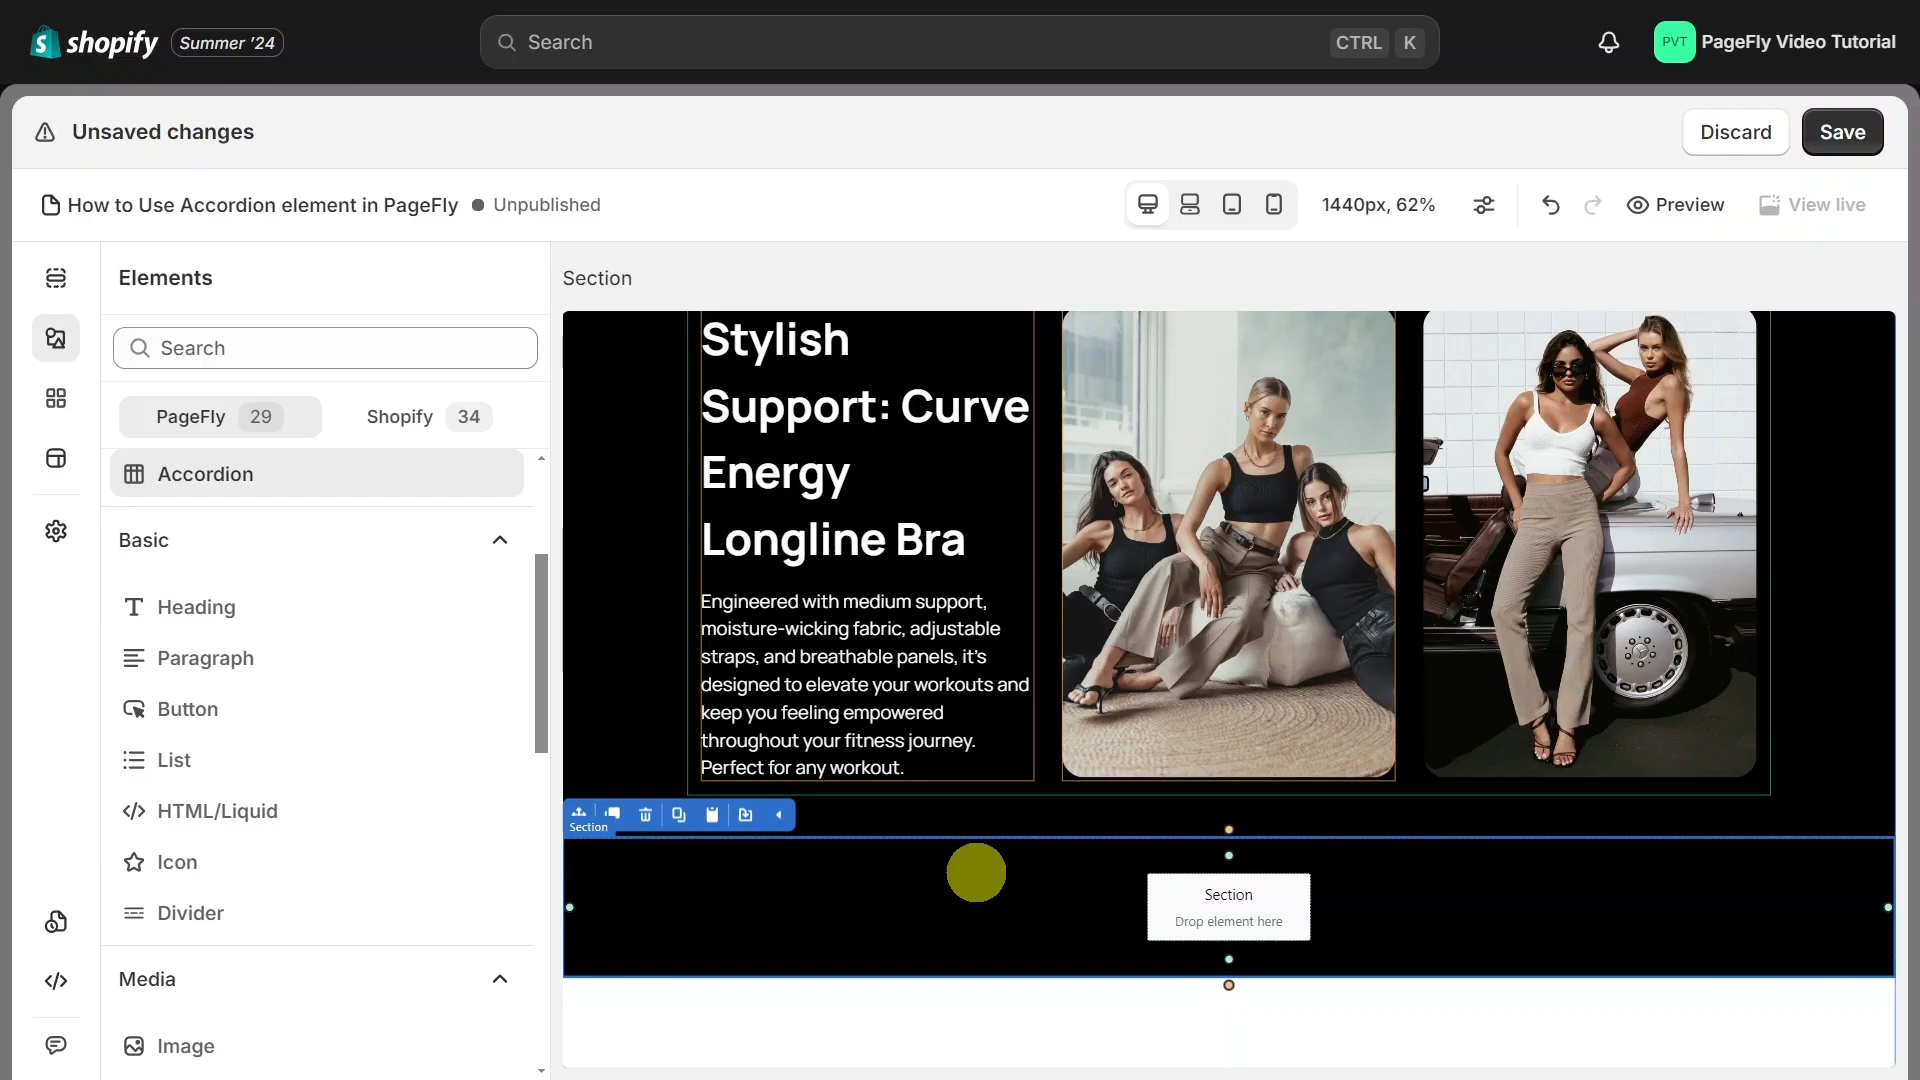 shopify Summer '24
Search CTRL K
PVT PageFly Video Tutorial
Unsaved changes
Discard Save
How to Use Accordion element in PageFly Unpublished
1440px, 62% Preview View live
Elements
Search
PageFly 29 Shopify 34
Accordion
Basic
Heading
Paragraph
Button
List
HTML/Liquid
Icon
Divider
Media
Image
Section
Stylish
Support: Curve
Energy
Longline Bra
Engineered with medium support,
moisture-wicking fabric, adjustable
straps, and breathable panels, it's
designed to elevate your workouts and
keep you feeling empowered
throughout your fitness journey.
Perfect for any workout.
Section
Section
Drop element here